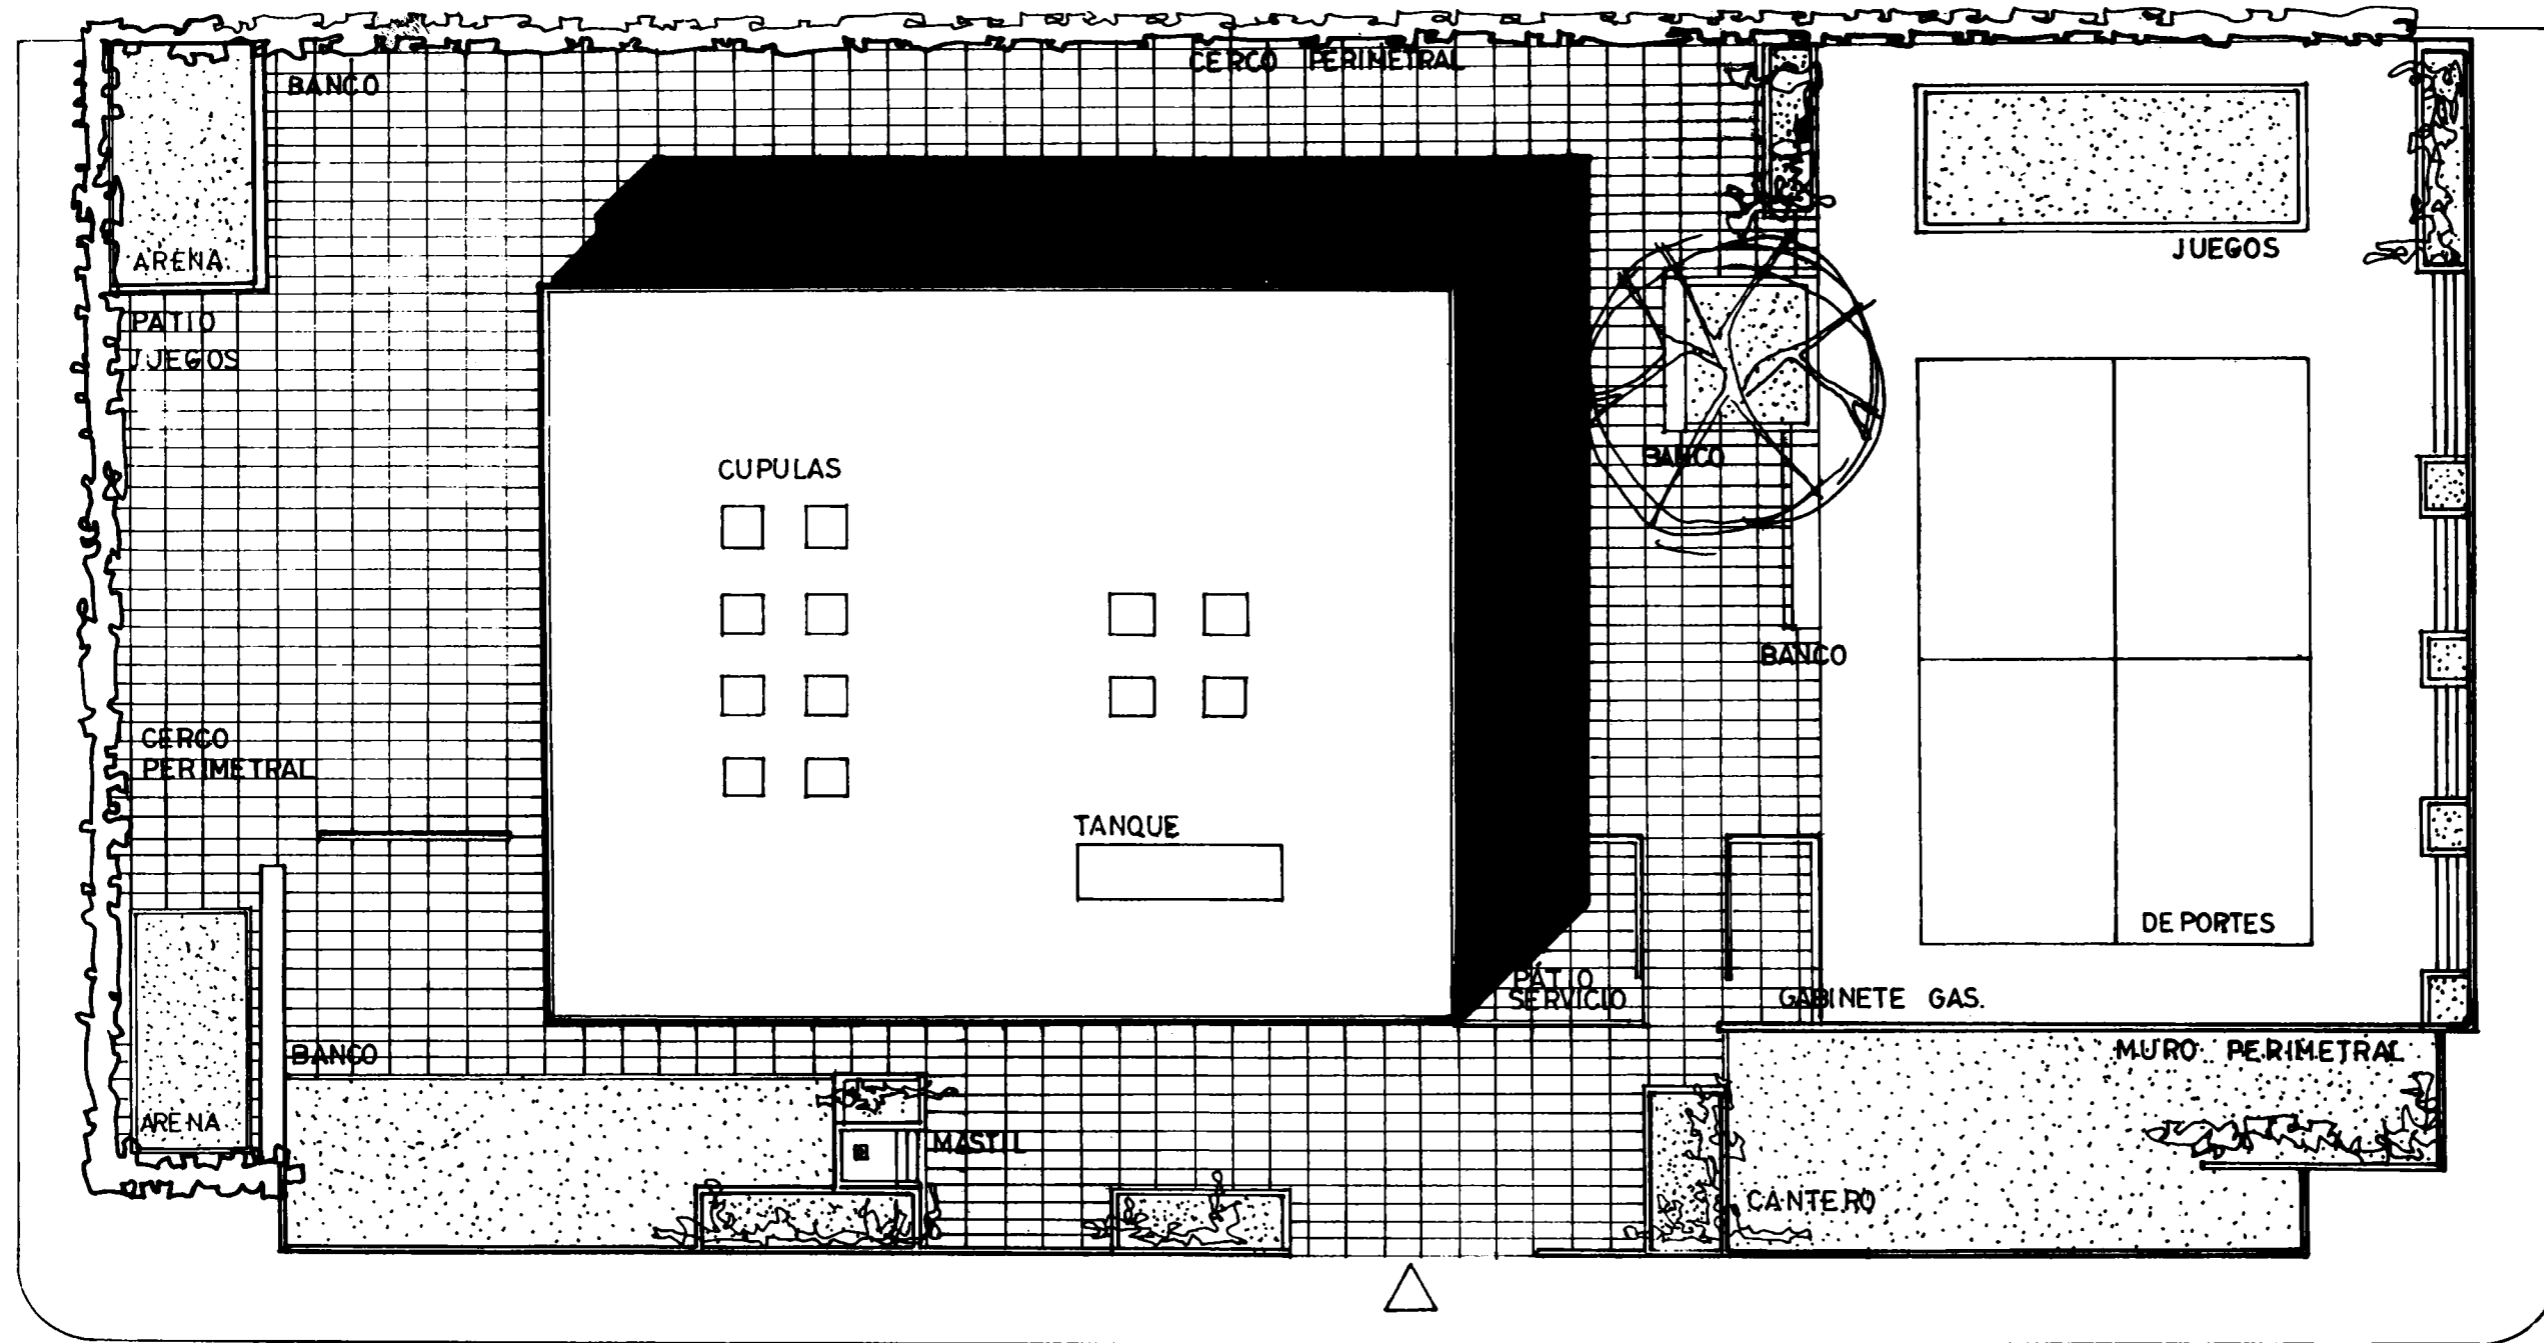 CERCO PERIMETRAL
BANCO
ARENA
JUEGOS
PATIO
JUEGOS
BANCO
CUPULAS
BANCO
CERCO
PERIMETRAL
TANQUE
DEPORTES
PATIO
SERVICIO
GABINETE GAS.
BANCO
MURO PERIMETRAL
ARENA
MASTIL
CANTERO